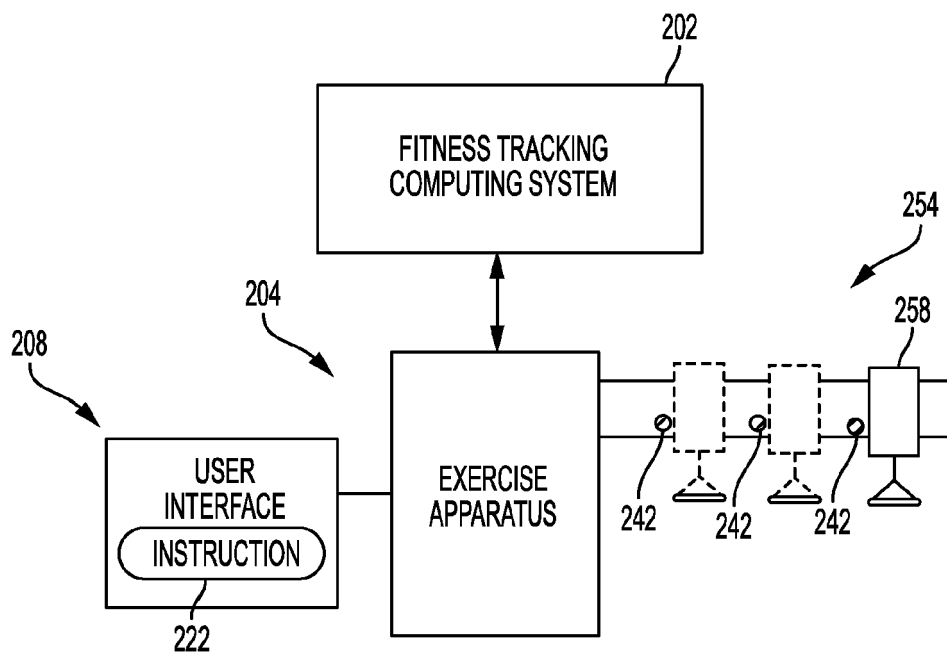 202
FITNESS TRACKING
COMPUTING SYSTEM
254
204
258
208
USER
INTERFACE
INSTRUCTION
EXERCISE
APPARATUS
242
242
242
222